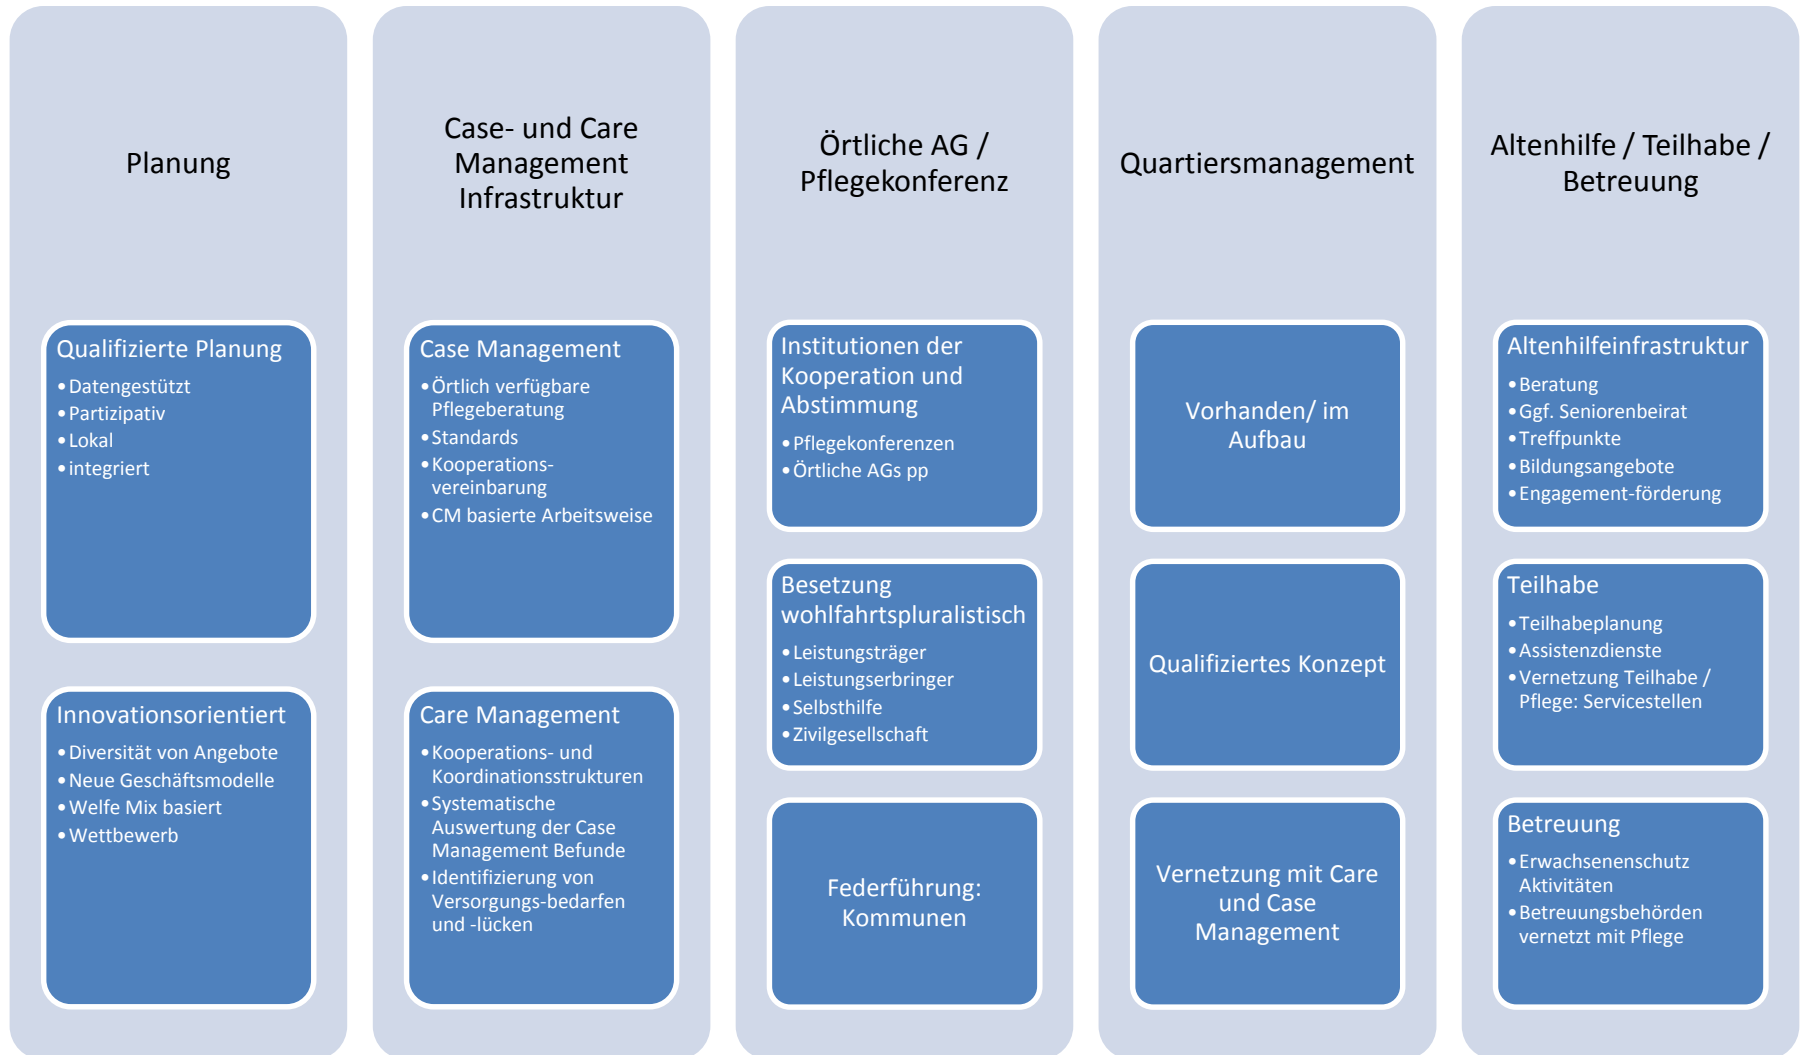 Planung
Qualifizierte Planung
•Datengestützt
•Partizipativ
•Lokal
•integriert
Innovationsorientiert
•Diversität von Angebote
•Neue Geschäftsmodelle
•Welfe Mix basiert
•Wettbewerb
Case- und Care
Management
Infrastruktur
Case Management
•Örtlich verfügbare
Pflegeberatung
•Standards
•Kooperations-
vereinbarung
•CM basierte Arbeitsweise
Care Management
•Kooperations- und
Koordinationsstrukturen
•Systematische
Auswertung der Case
Management Befunde
•Identifizierung von
Versorgungs-bedarfen
und -lücken
Örtliche AG /
Pflegekonferenz
Institutionen der
Kooperation und
Abstimmung
•Pflegekonferenzen
•Örtliche AGs pp
Besetzung
wohlfahrtspluralistisch
•Leistungsträger
•Leistungserbringer
•Selbsthilfe
•Zivilgesellschaft
Federführung:
Kommunen
Quartiersmanagement
Vorhanden/ im
Aufbau
Qualifiziertes Konzept
Vernetzung mit Care
und Case
Management
Altenhilfe / Teilhabe /
Betreuung
Altenhilfeinfrastruktur
•Beratung
•Ggf. Seniorenbeirat
•Treffpunkte
•Bildungsangebote
•Engagement-förderung
Teilhabe
•Teilhabeplanung
•Assistenzdienste
•Vernetzung Teilhabe /
Pflege: Servicestellen
Betreuung
•Erwachsenenschutz
Aktivitäten
•Betreuungsbehörden
vernetzt mit Pflege